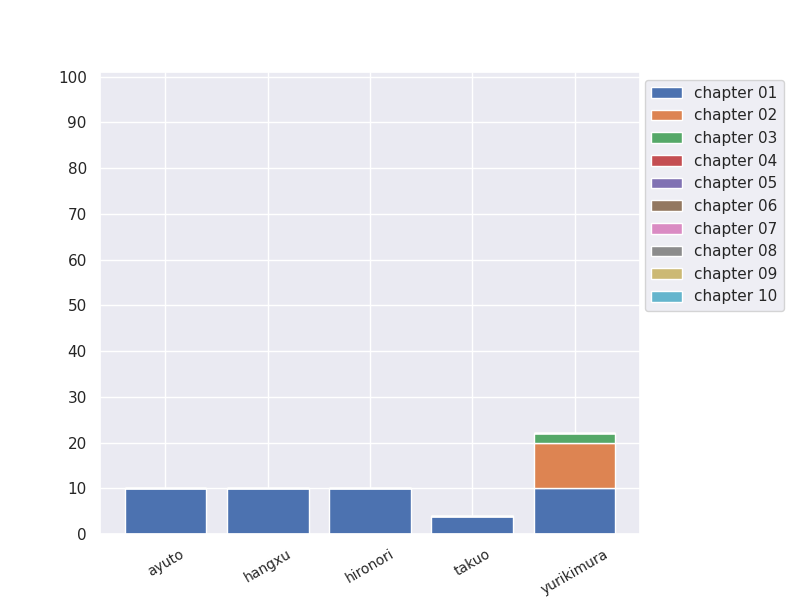 100
90
80
70
60
50
40
30
20
10
0
ayuto
hangxu
hironori
takuo
yurikimura
chapter 01
chapter 02
chapter 03
chapter 04
chapter 05
chapter 06
chapter 07
chapter 08
chapter 09
chapter 10